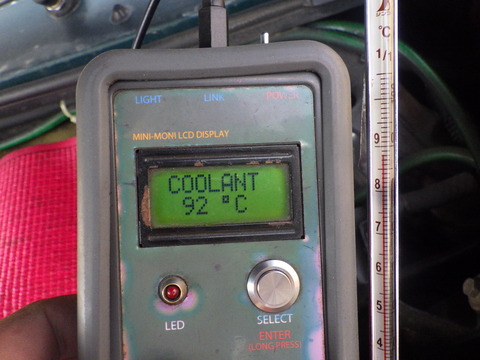 LIGHT LINK POWER
MINI-MONI LCD DISPLAY
COOLANT
92 °C
LED
SELECT
ENTER
(LONG PRESS)
°C
1/1
9
8
7
6
5
4